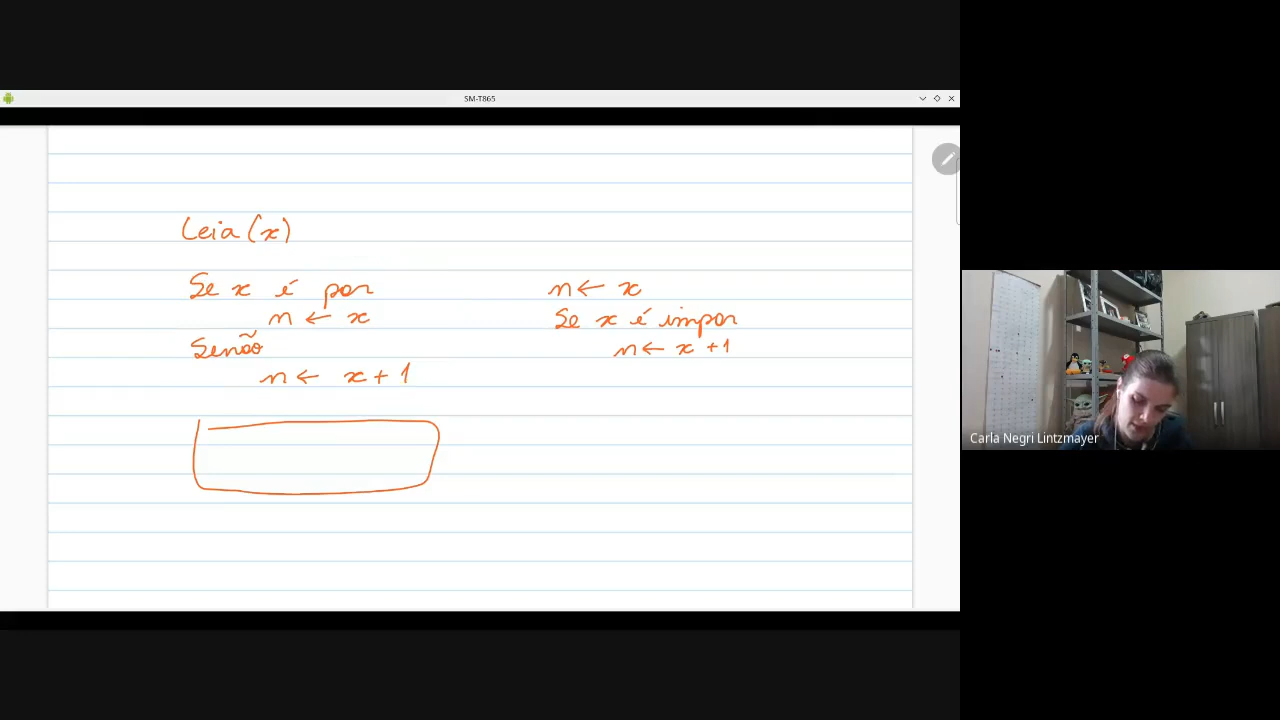 SM-T865
Leia (x)
Se x é par
n ← x
Senão
n ← x + 1
n ← x
Se x é impar
n ← x + 1
Carla Negri Lintzmayer